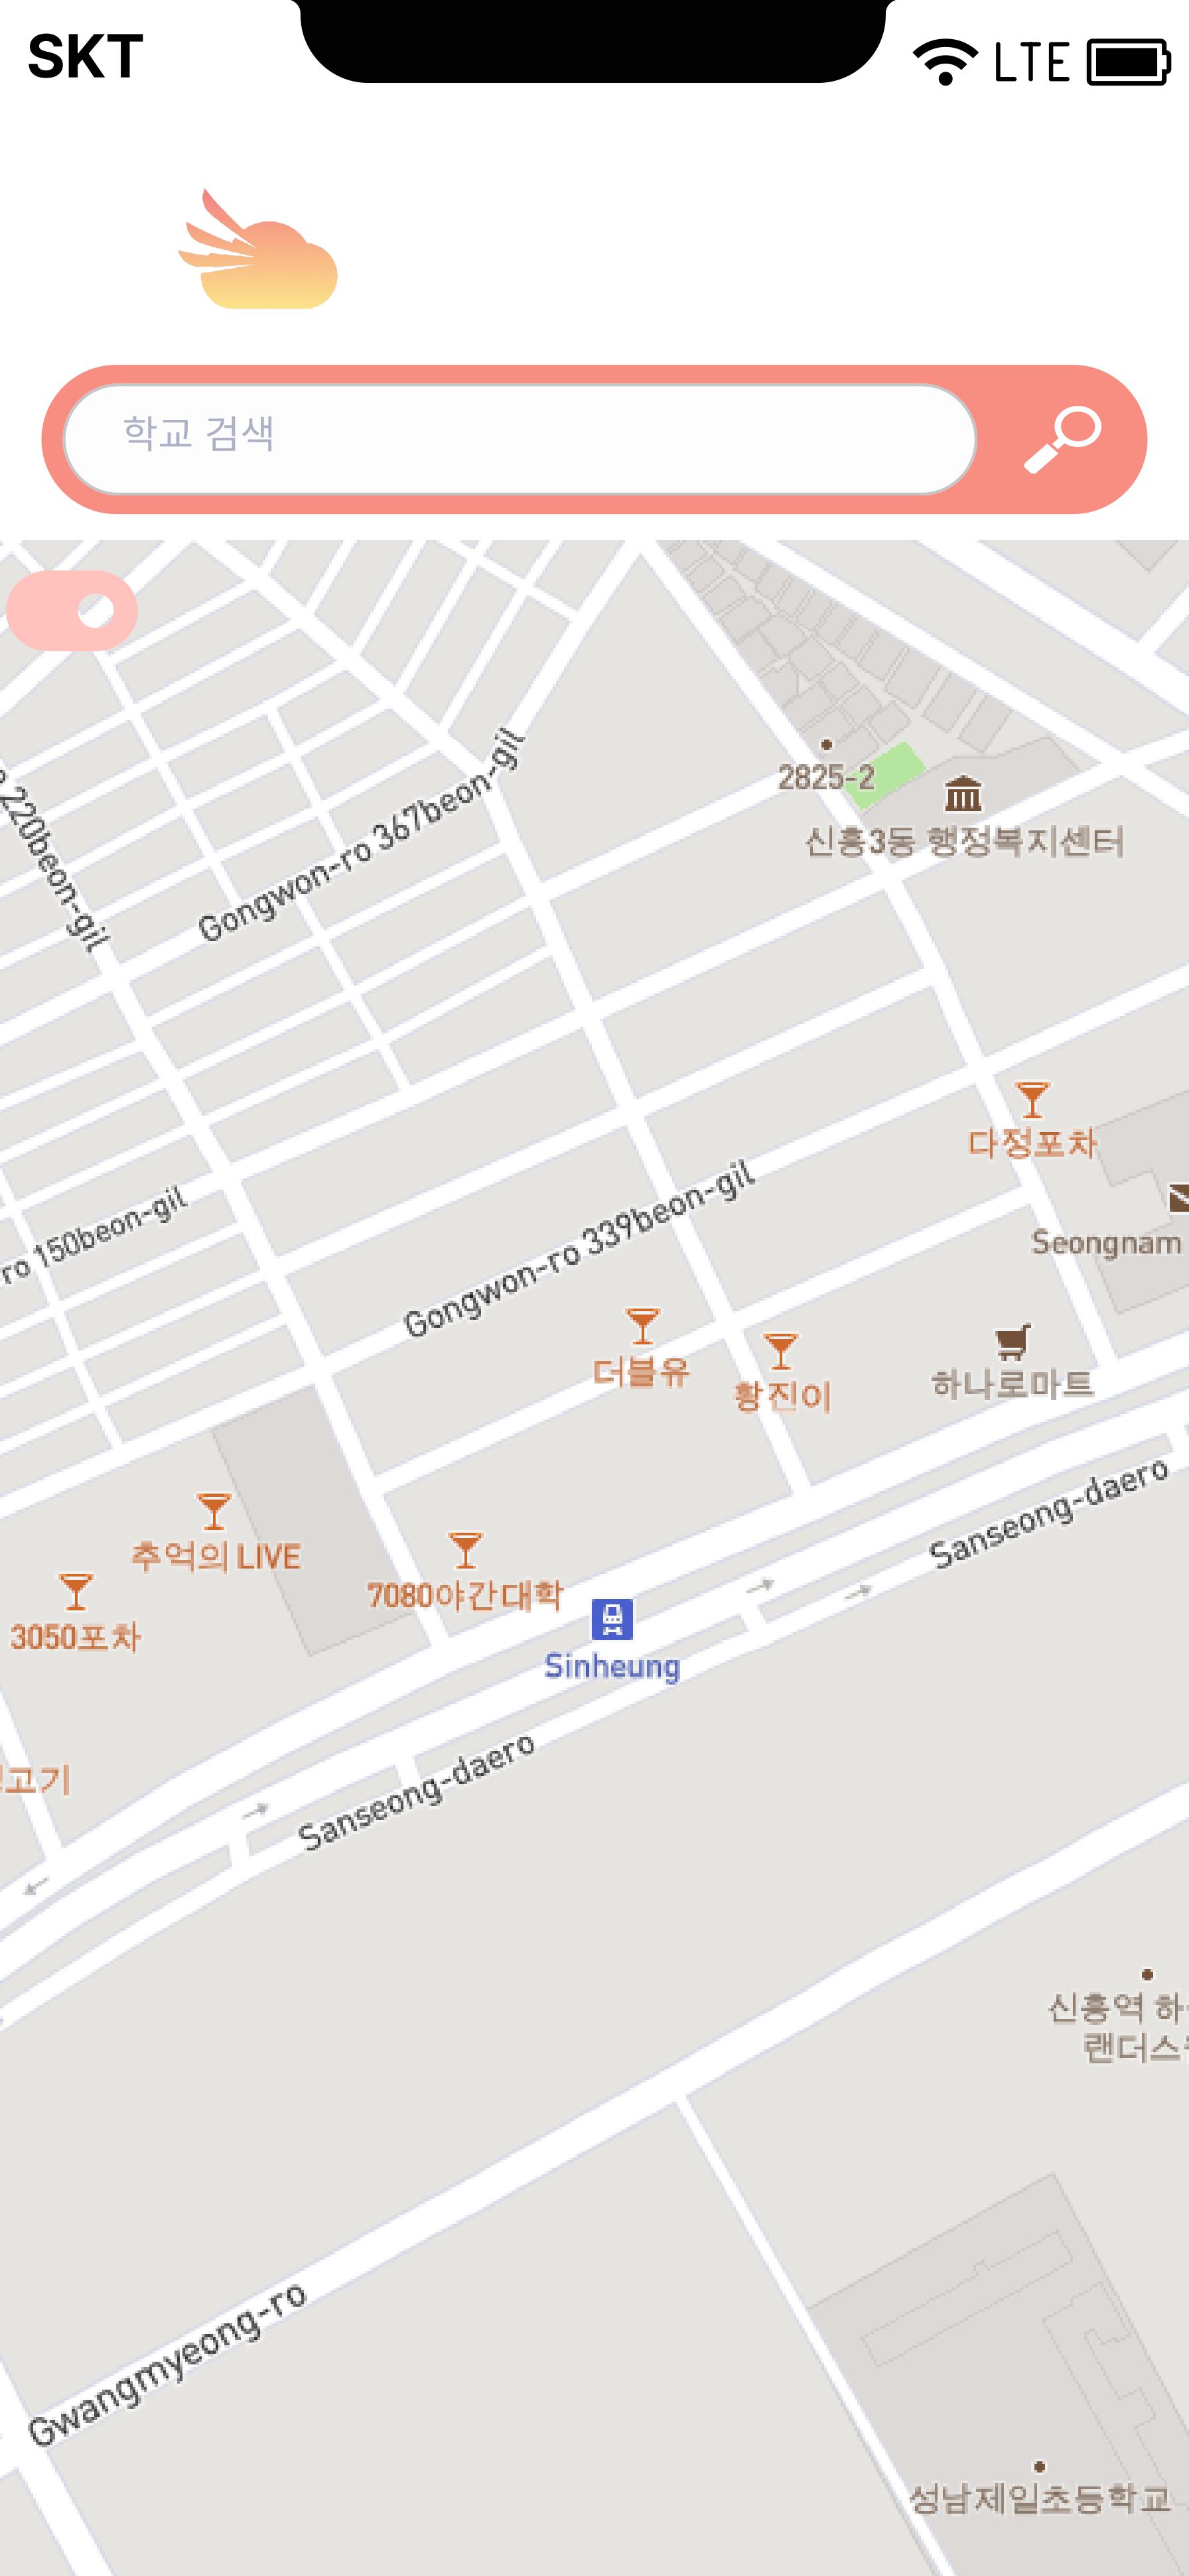 SKT
LTE
학교 검색
220beon-gil
Gongwon-ro 367beon-gil
2825-2
신흥3동 행정복지센터
다정포차
ro 150beon-gil
Gongwon-ro 339beon-gil
Seongnam
더블유
황진이
하나로마트
추억의 LIVE
7080야간대학
3050포차
Sanseong-daero
Sinheung
Sanseong-daero
고기
신흥역 하
랜더스
Gwangmyeong-ro
성남제일초등학교